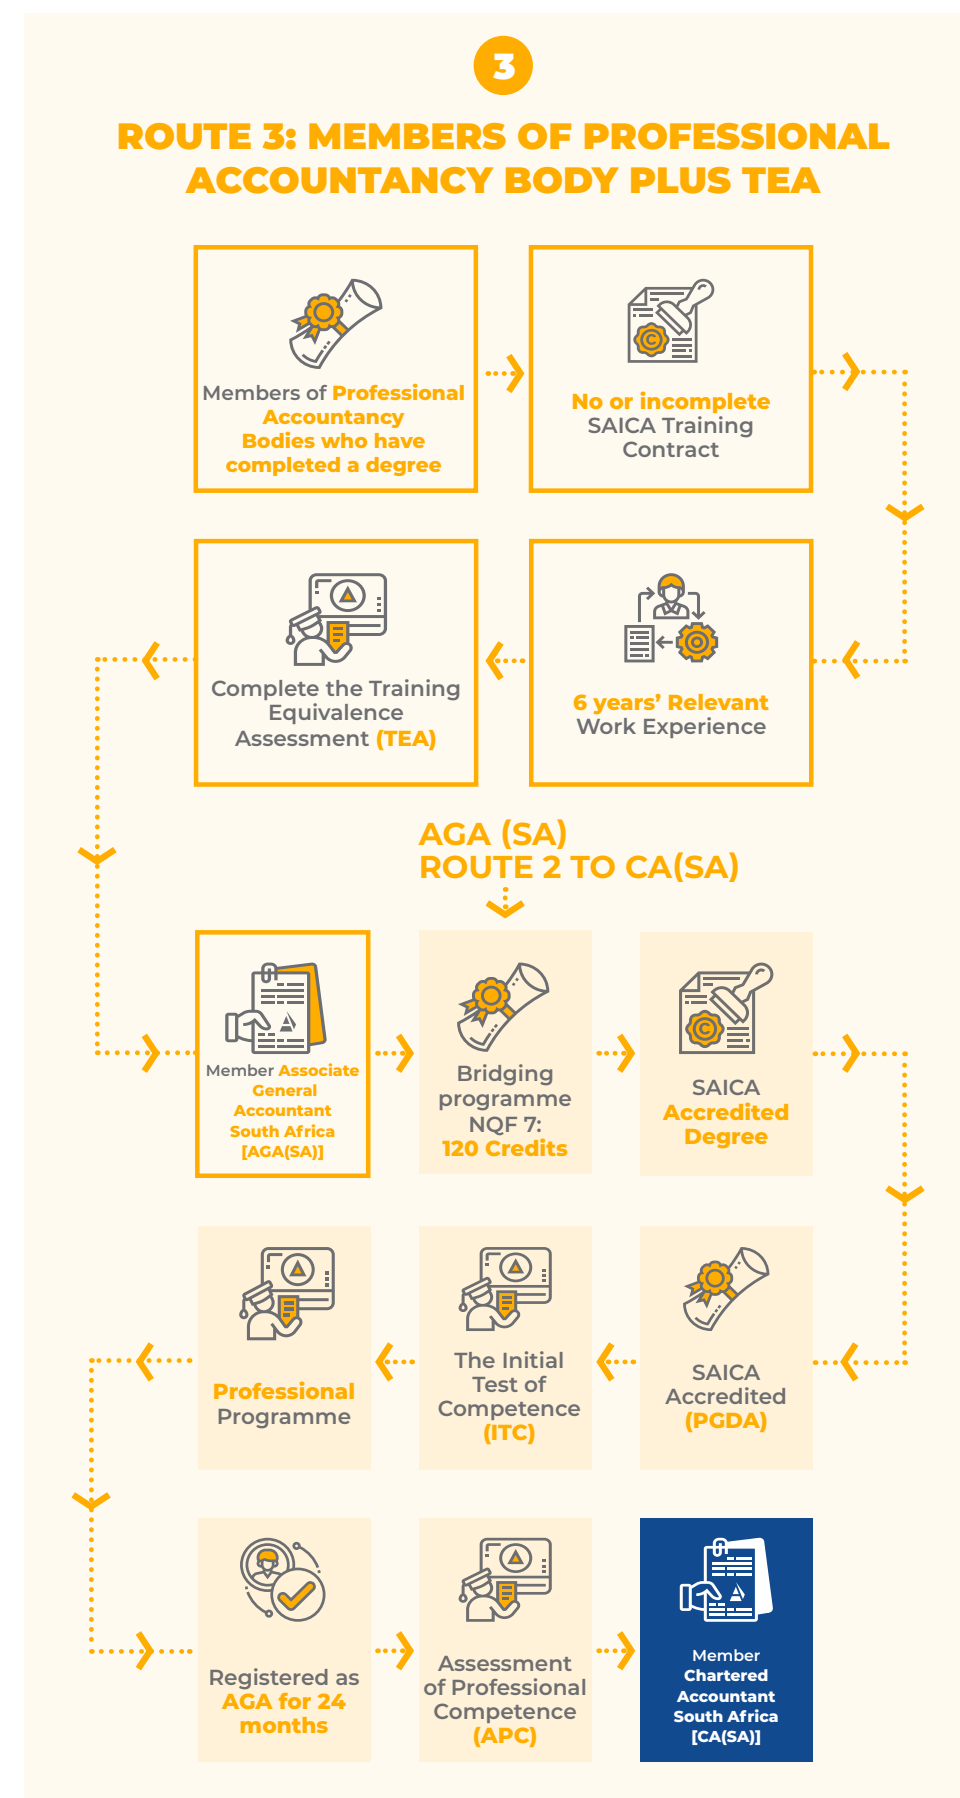 3
ROUTE 3: MEMBERS OF PROFESSIONAL
ACCOUNTANCY BODY PLUS TEA
Members of Professional
Accountancy
Bodies who have
completed a degree
No or incomplete
SAICA Training
Contract
Complete the Training
Equivalence
Assessment (TEA)
6 years’ Relevant
Work Experience
AGA (SA)
ROUTE 2 TO CA(SA)
Member Associate
General
Accountant
South Africa
[AGA(SA)]
Bridging
programme
NQF 7:
120 Credits
SAICA
Accredited
Degree
Professional
Programme
The Initial
Test of
Competence
(ITC)
SAICA
Accredited
(PGDA)
Registered as
AGA for 24
months
Assessment
of Professional
Competence
(APC)
Member
Chartered
Accountant
South Africa
[CA(SA)]